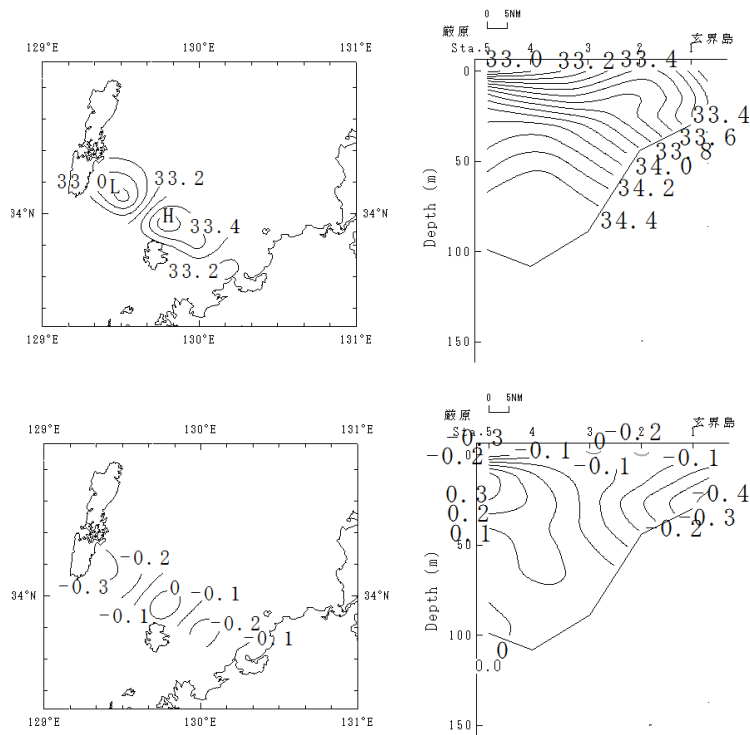 0 5NM
厳原 玄界島
Sta.5 4 3 2 1
129°E 130°E 131°E
33.0 33.2 33.4
0
33.4
33.6
33.8
50
34.0
34.2
34.4
100
150
Depth (m)
33.0 L 33.2
H
34°N 33.4 34°N
33.2
129°E 130°E 131°E
0 5NM
厳原 玄界島
Sta.5 4 3 2 1
129°E 130°E 131°E
-0.3 -0.2
-0.2 0 -0.1 0 -0.1 -0.1
0.3 -0.4
0.2 -0.3
0.1 -0.2
50
100
0
0.0
150
Depth (m)
-0.2
-0.3 0 -0.1
34°N -0.1 34°N
-0.2
-0.1
129°E 130°E 131°E